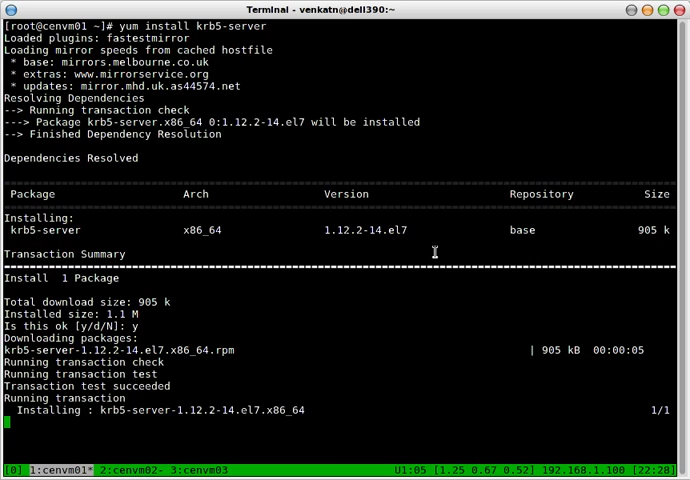 Terminal - venkatn@dell390:~
[root@cenvm01 ~]# yum install krb5-server
Loaded plugins: fastestmirror
Loading mirror speeds from cached hostfile
 * base: mirrors.melbourne.co.uk
 * extras: www.mirrorservice.org
 * updates: mirror.mhd.uk.as44574.net
Resolving Dependencies
--> Running transaction check
---> Package krb5-server.x86_64 0:1.12.2-14.el7 will be installed
--> Finished Dependency Resolution
Dependencies Resolved
Package Arch Version Repository Size
Installing:
krb5-server x86_64 1.12.2-14.el7 base 905 k
Transaction Summary
Install 1 Package
Total download size: 905 k
Installed size: 1.1 M
Is this ok [y/d/N]: y
Downloading packages:
krb5-server-1.12.2-14.el7.x86_64.rpm | 905 kB 00:00:05
Running transaction check
Running transaction test
Transaction test succeeded
Running transaction
Installing : krb5-server-1.12.2-14.el7.x86_64 1/1
[0] 1:cenvm01* 2:cenvm02- 3:cenvm03 U1:05 [1.25 0.67 0.52] 192.168.1.100 [22:28]